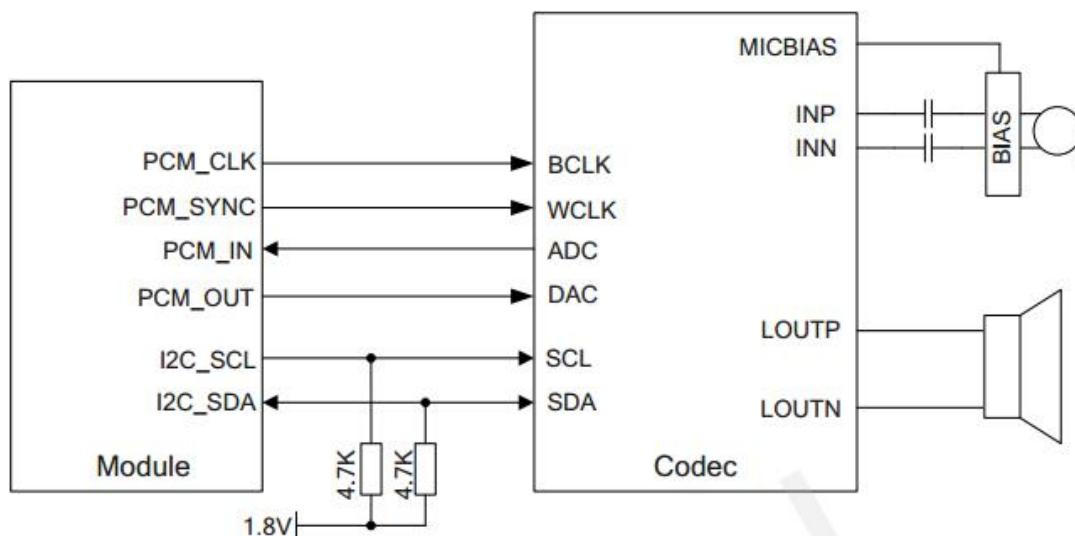 MICBIAS
INP
INN
BIAS
PCM_CLK
BCLK
PCM_SYNC
WCLK
PCM_IN
ADC
PCM_OUT
DAC
LOUTP
I2C_SCL
SCL
I2C_SDA
SDA
LOUTN
Module
4.7K
4.7K
Codec
1.8V